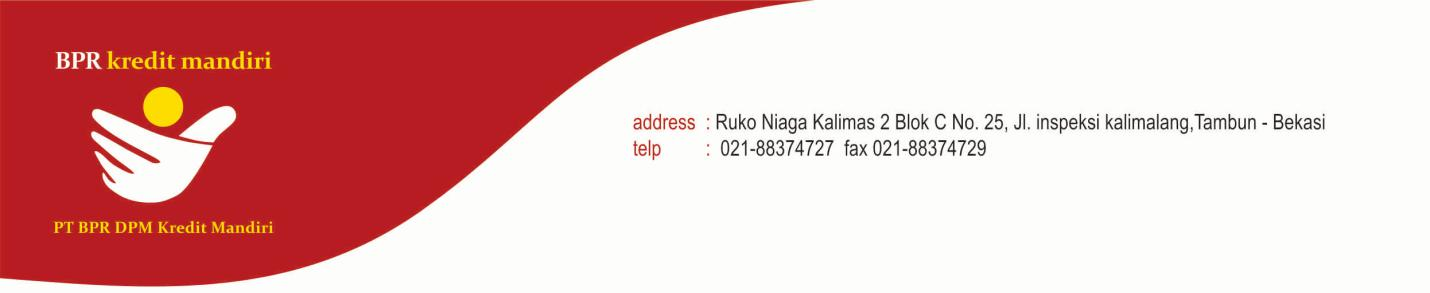 BPR kredit mandiri
PT BPR DPM Kredit Mandiri
address : Ruko Niaga Kalimas 2 Blok C No. 25, Jl. inspeksi kalimalang,Tambun - Bekasi
telp : 021-88374727 fax 021-88374729